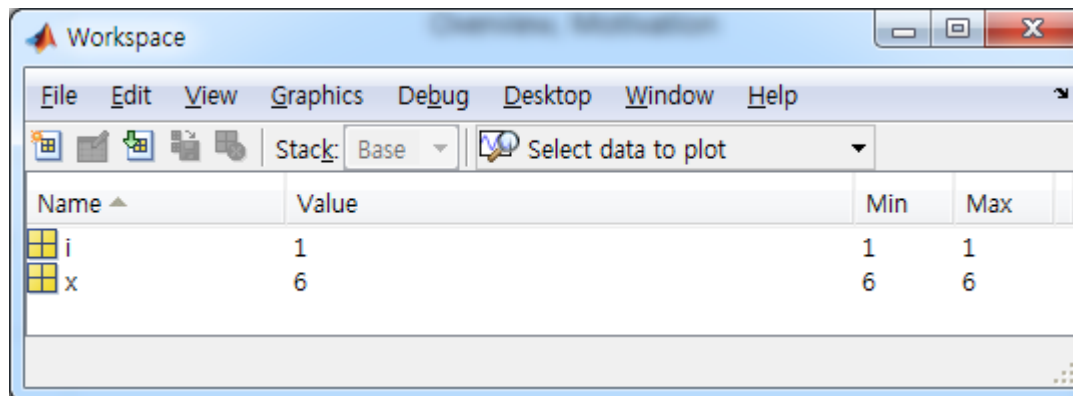 Workspace
File Edit View Graphics Debug Desktop Window Help
Stack: Base Select data to plot
Name Value Min Max
i 1 1 1
x 6 6 6